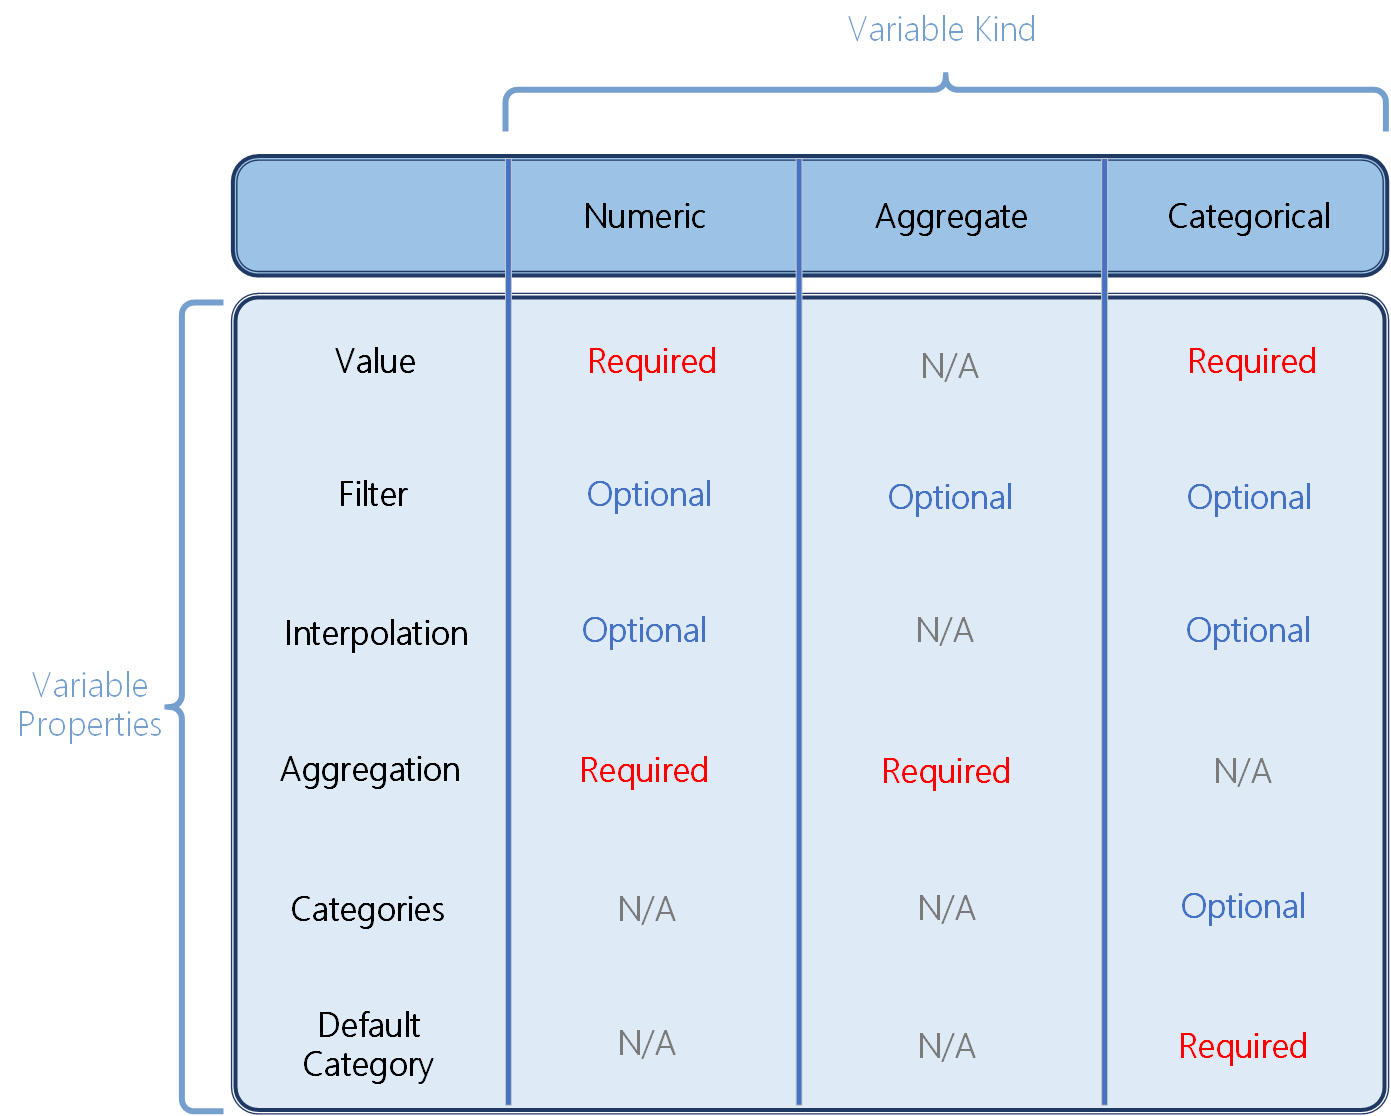 Variable Kind
Numeric Aggregate Categorical
Value Required N/A Required
Filter Optional Optional Optional
Interpolation Optional N/A Optional
Variable
Properties
Aggregation Required Required N/A
Categories N/A N/A Optional
Default
Category N/A N/A Required